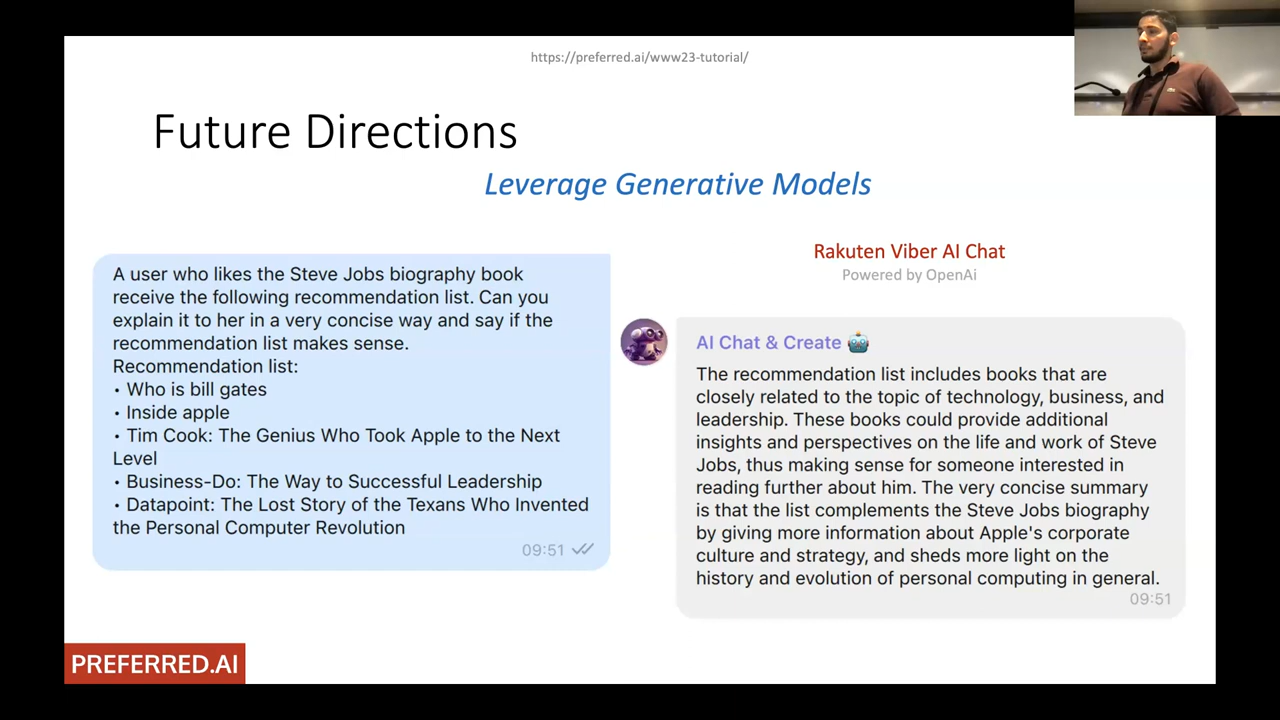 https://preferred.ai/www23-tutorial/
Future Directions
Leverage Generative Models
A user who likes the Steve Jobs biography book
receive the following recommendation list. Can you
explain it to her in a very concise way and say if the
recommendation list makes sense.
Recommendation list:
• Who is bill gates
• Inside apple
• Tim Cook: The Genius Who Took Apple to the Next
Level
• Business-Do: The Way to Successful Leadership
• Datapoint: The Lost Story of the Texans Who Invented
the Personal Computer Revolution
09:51
Rakuten Viber AI Chat
Powered by OpenAi
AI Chat & Create 🤖
The recommendation list includes books that are
closely related to the topic of technology, business, and
leadership. These books could provide additional
insights and perspectives on the life and work of Steve
Jobs, thus making sense for someone interested in
reading further about him. The very concise summary
is that the list complements the Steve Jobs biography
by giving more information about Apple's corporate
culture and strategy, and sheds more light on the
history and evolution of personal computing in general.
09:51
PREFERRED.AI